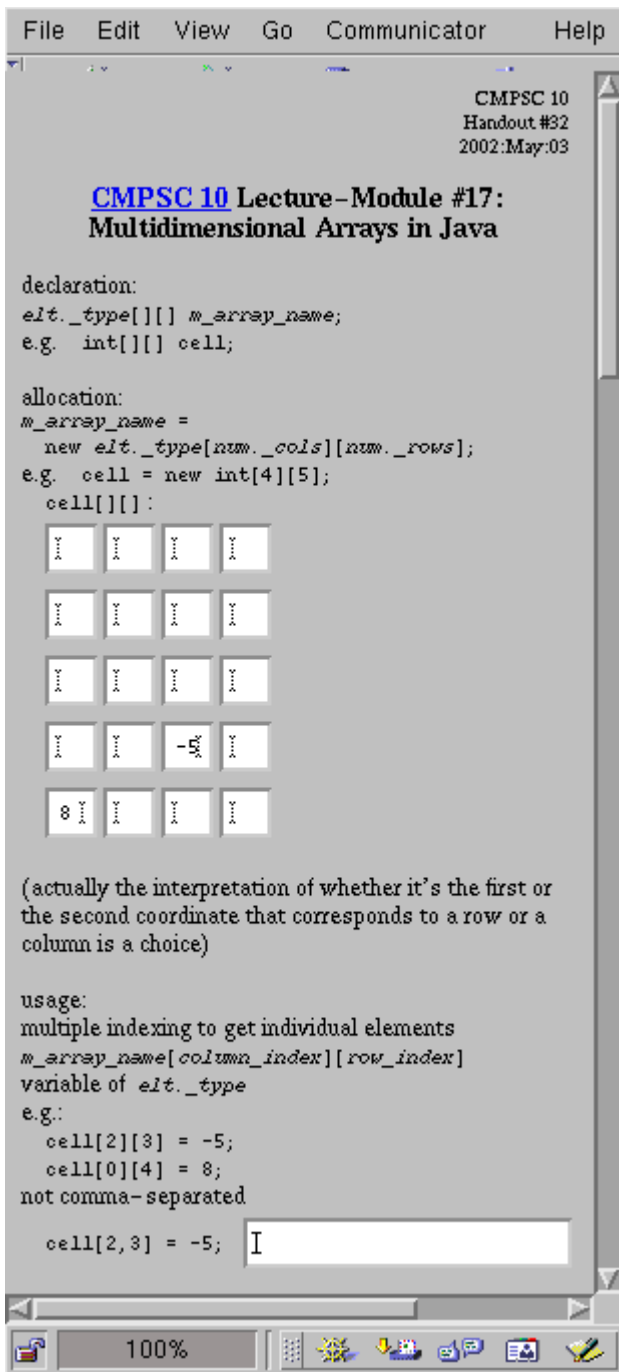 File Edit View Go Communicator Help
CMPSC 10
Handout #32
2002:May:03
CMPSC 10 Lecture-Module #17:
Multidimensional Arrays in Java
declaration:
elt._type[][] m_array_name;
e.g. int[][] cell;
allocation:
m_array_name =
new elt._type[num._cols][num._rows];
e.g. cell = new int[4][5];
cell[][]:
-5
8
(actually the interpretation of whether it's the first or
the second coordinate that corresponds to a row or a
column is a choice)
usage:
multiple indexing to get individual elements
m_array_name[column_index][row_index]
variable of elt._type
e.g.:
cell[2][3] = -5;
cell[0][4] = 8;
not comma-separated
cell[2,3] = -5;
100%